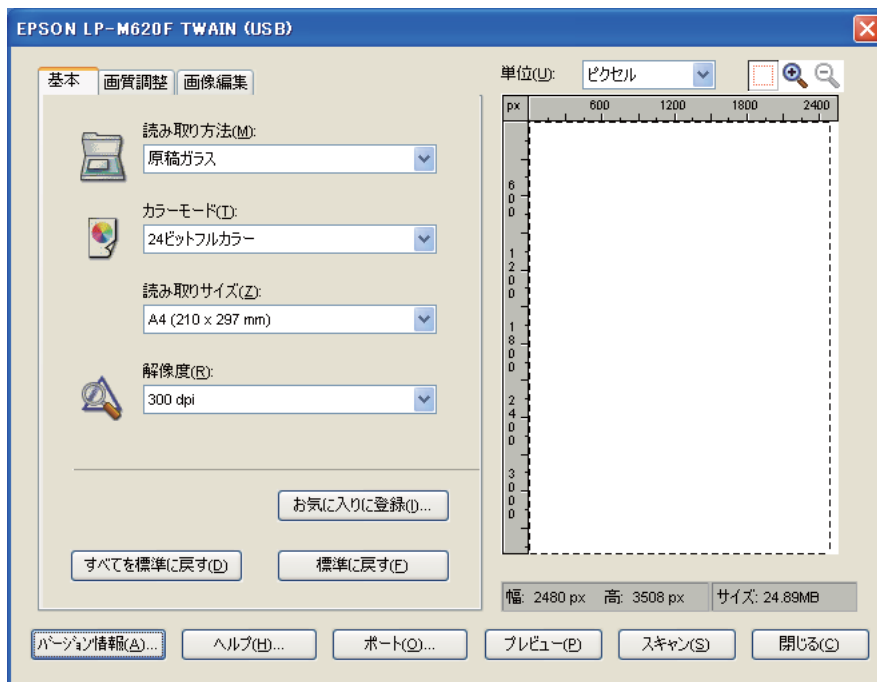 EPSON LP-M620F TWAIN (USB)
基本 画質調整 画像編集
読み取り方法(M):
原稿ガラス
カラーモード(T):
24ビットフルカラー
読み取りサイズ(Z):
A4 (210 x 297 mm)
解像度(R):
300 dpi
お気に入りに登録(I)...
すべてを標準に戻す(D) 標準に戻す(F)
単位(U): ピクセル
px 600 1200 1800 2400
600
1200
1800
2400
3000
幅: 2480 px 高: 3508 px サイズ: 24.89MB
バージョン情報(A)... ヘルプ(H)... ポート(O)... プレビュー(P) スキャン(S) 閉じる(C)